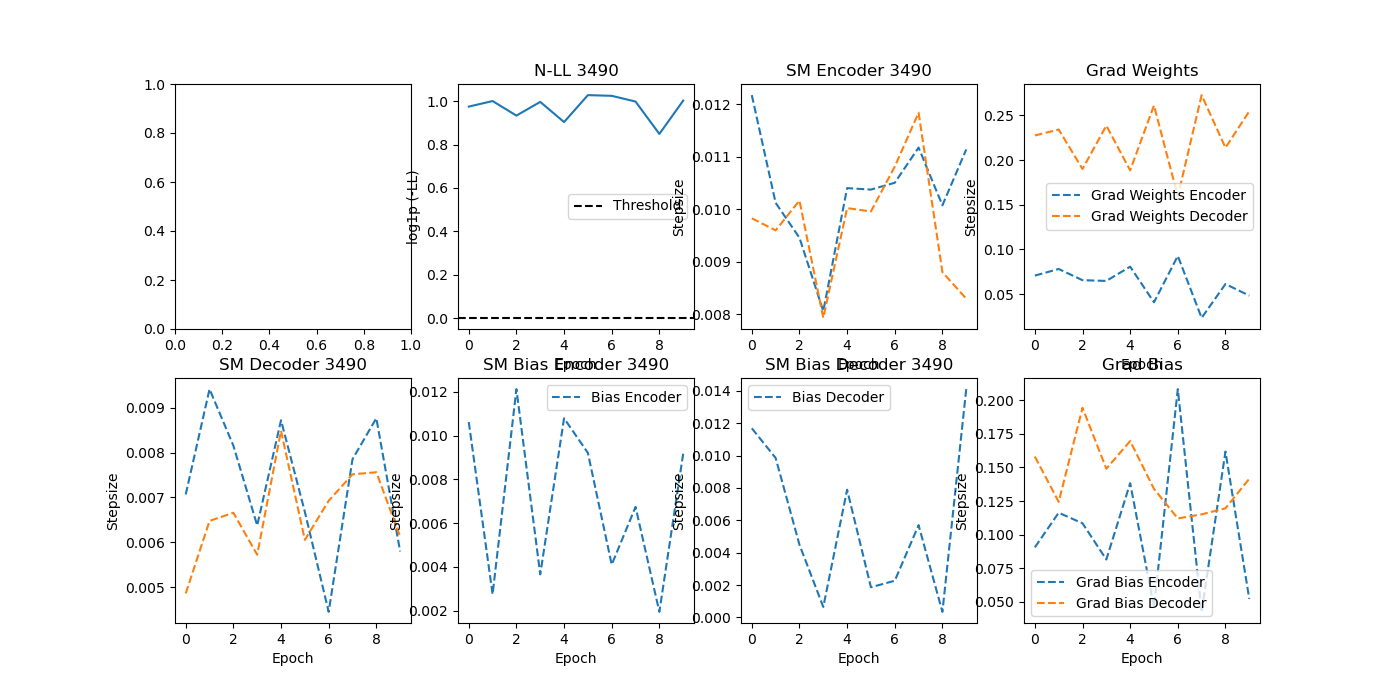 1.0
0.8
0.6
0.4
0.2
0.0
0.0 0.2 0.4 0.6 0.8 1.0
N-LL 3490
log1p (-LL)
1.0
0.8
0.6
0.4
0.2
0.0
Threshold
0 2 4 6 8
Epoch
SM Encoder 3490
Stepsize
0.012
0.011
0.010
0.009
0.008
0 2 4 6 8
Epoch
Grad Weights
Stepsize
0.25
0.20
0.15
0.10
0.05
Grad Weights Encoder
Grad Weights Decoder
0 2 4 6 8
Epoch
SM Decoder 3490
Stepsize
0.009
0.008
0.007
0.006
0.005
0 2 4 6 8
Epoch
SM Bias Encoder 3490
Stepsize
0.012
0.010
0.008
0.006
0.004
0.002
Bias Encoder
0 2 4 6 8
Epoch
SM Bias Decoder 3490
Stepsize
0.014
0.012
0.010
0.008
0.006
0.004
0.002
0.000
Bias Decoder
0 2 4 6 8
Epoch
Grad Bias
Stepsize
0.200
0.175
0.150
0.125
0.100
0.075
0.050
Grad Bias Encoder
Grad Bias Decoder
0 2 4 6 8
Epoch